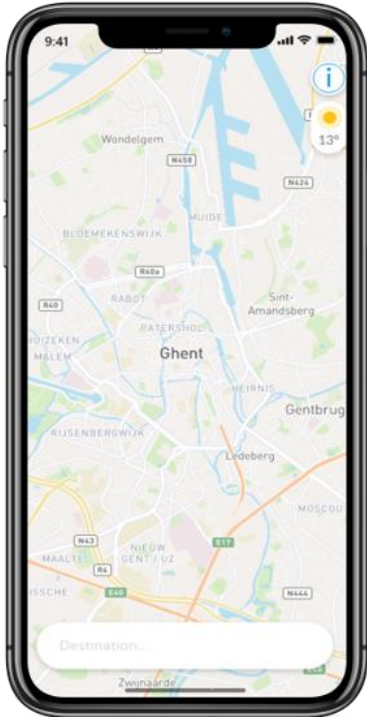 9:41
i
Wondelgem
13°
N458
N424
MUIDE
BLOEMEKENSWIJK
R40a
R40
RABOT
Sint-
Amandsberg
PATERSHOL
HUIZEKEN
MALEM
Ghent
HEIRNIS
Gentbrug
RIJSENBERGWIJK
Ledeberg
MOSCOU
N43
E17
NIEUW
GENT / UZ
MAALTE
R4
ISSCHE
E40
N444
Destination...
Zwijnaarde